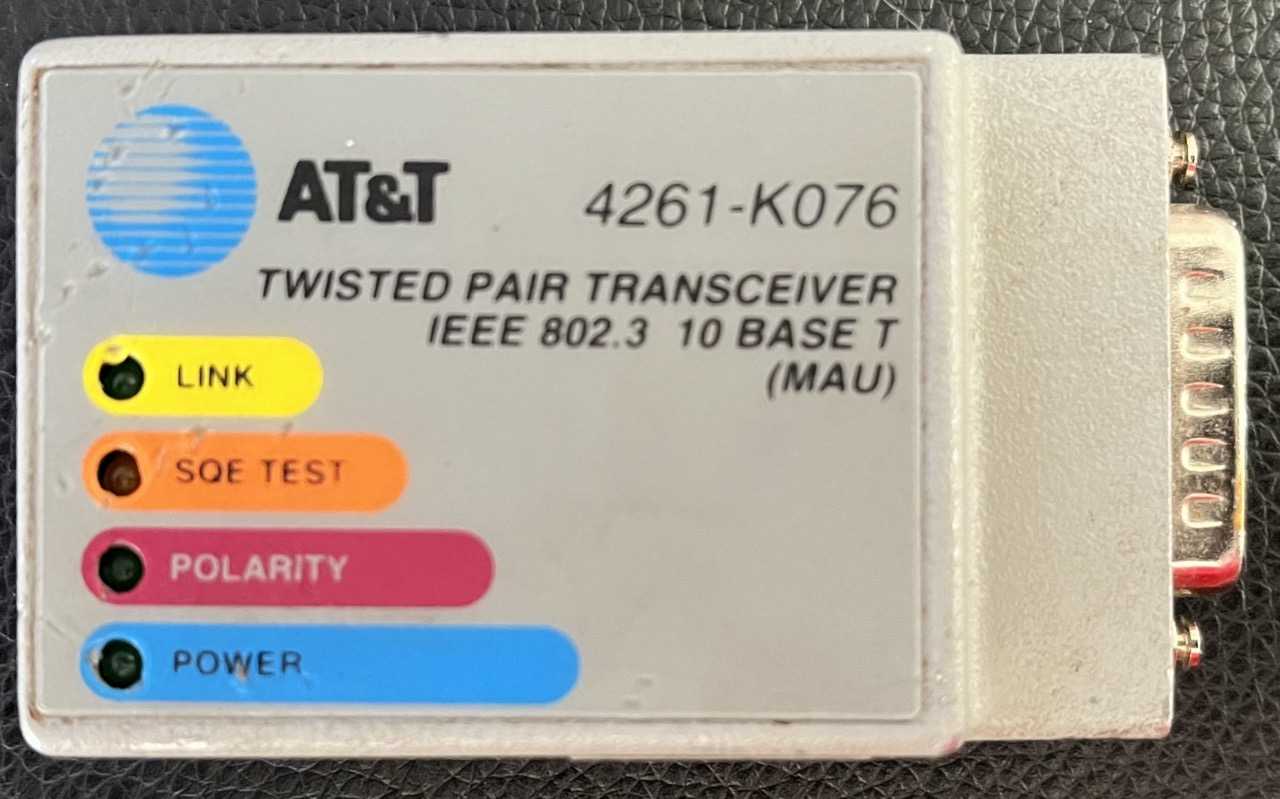 AT&T 4261-K076
TWISTED PAIR TRANSCEIVER
IEEE 802.3 10 BASE T
(MAU)
LINK
SQE TEST
POLARITY
POWER